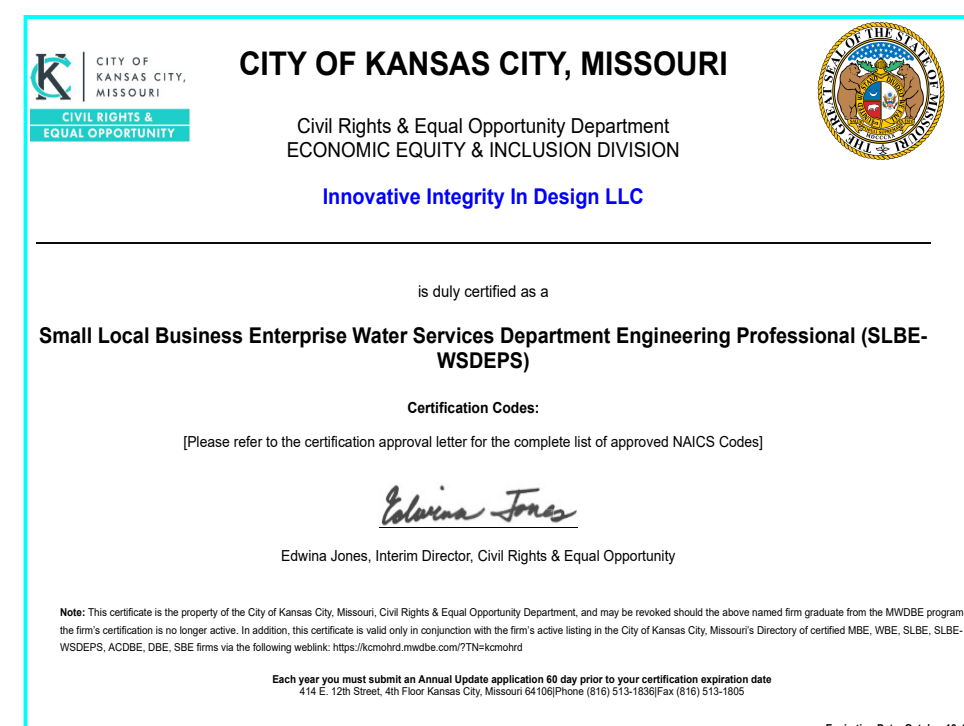 CITY OF
KANSAS CITY,
MISSOURI
CIVIL RIGHTS &
EQUAL OPPORTUNITY
CITY OF KANSAS CITY, MISSOURI
THE GREAT SEAL OF THE STATE OF MISSOURI
MDCCCXX
Civil Rights & Equal Opportunity Department
ECONOMIC EQUITY & INCLUSION DIVISION
Innovative Integrity In Design LLC
is duly certified as a
Small Local Business Enterprise Water Services Department Engineering Professional (SLBE-
WSDEPS)
Certification Codes:
[Please refer to the certification approval letter for the complete list of approved NAICS Codes]
Edwina Jones
Edwina Jones, Interim Director, Civil Rights & Equal Opportunity
Note: This certificate is the property of the City of Kansas City, Missouri, Civil Rights & Equal Opportunity Department, and may be revoked should the above named firm graduate from the MWDBE program
the firm's certification is no longer active. In addition, this certificate is valid only in conjunction with the firm's active listing in the City of Kansas City, Missouri's Directory of certified MBE, WBE, SLBE, SLBE-
WSDEPS, ACDBE, DBE, SBE firms via the following weblink: https://kcmohrd.mwdbe.com/?TN=kcmohrd
Each year you must submit an Annual Update application 60 day prior to your certification expiration date
414 E. 12th Street, 4th Floor Kansas City, Missouri 64106|Phone (816) 513-1836|Fax (816) 513-1805